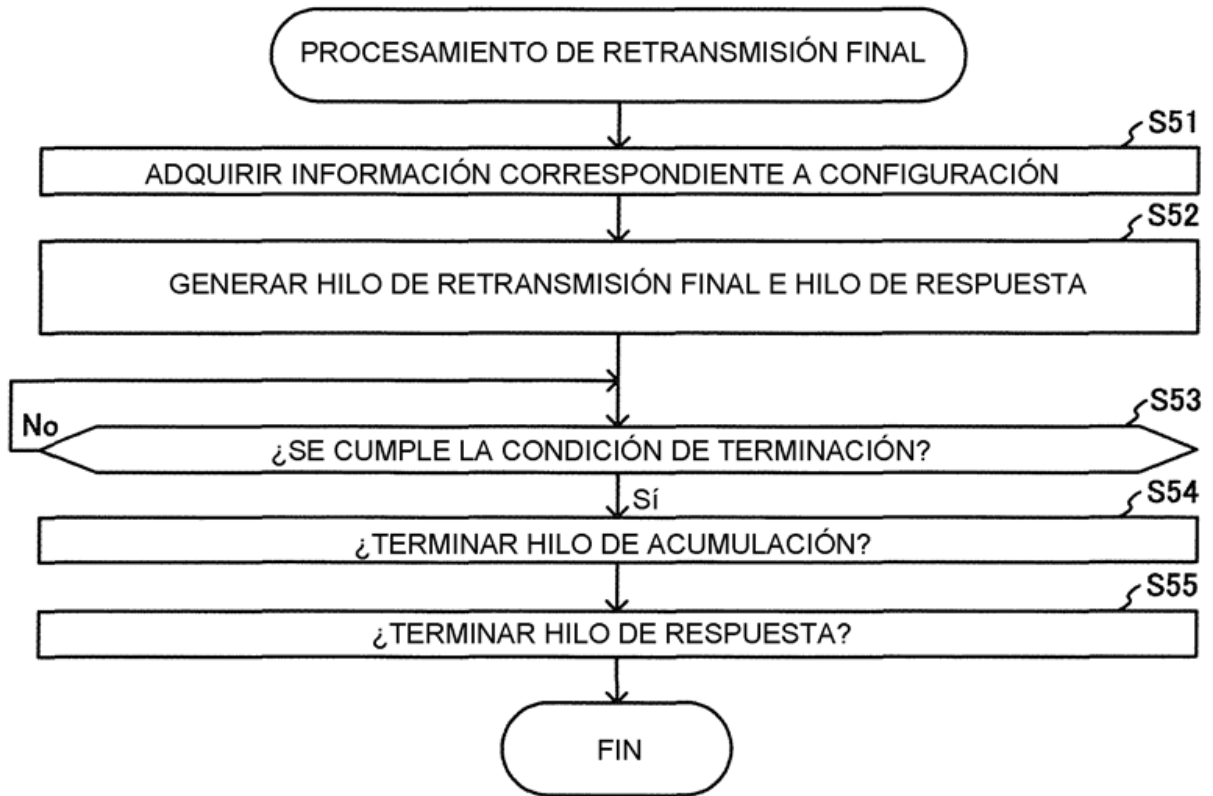 PROCESAMIENTO DE RETRANSMISIÓN FINAL
S51
ADQUIRIR INFORMACIÓN CORRESPONDIENTE A CONFIGURACIÓN
S52
GENERAR HILO DE RETRANSMISIÓN FINAL E HILO DE RESPUESTA
S53
No
¿SE CUMPLE LA CONDICIÓN DE TERMINACIÓN?
Sí
S54
¿TERMINAR HILO DE ACUMULACIÓN?
S55
¿TERMINAR HILO DE RESPUESTA?
FIN